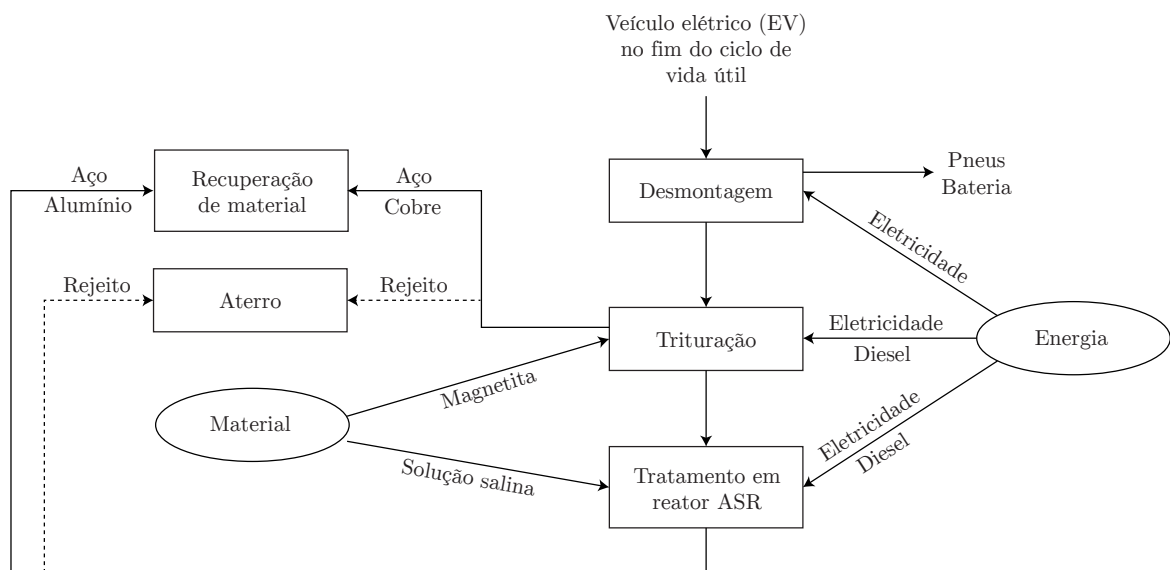 Veículo elétrico (EV)
no fim do ciclo de
vida útil
Aço
Alumínio
Recuperação
de material
Aço
Cobre
Desmontagem
Pneus
Bateria
Eletricidade
Rejeito
Aterro
Rejeito
Trituração
Eletricidade
Diesel
Energia
Magnetita
Material
Solução salina
Eletricidade
Diesel
Tratamento em
reator ASR